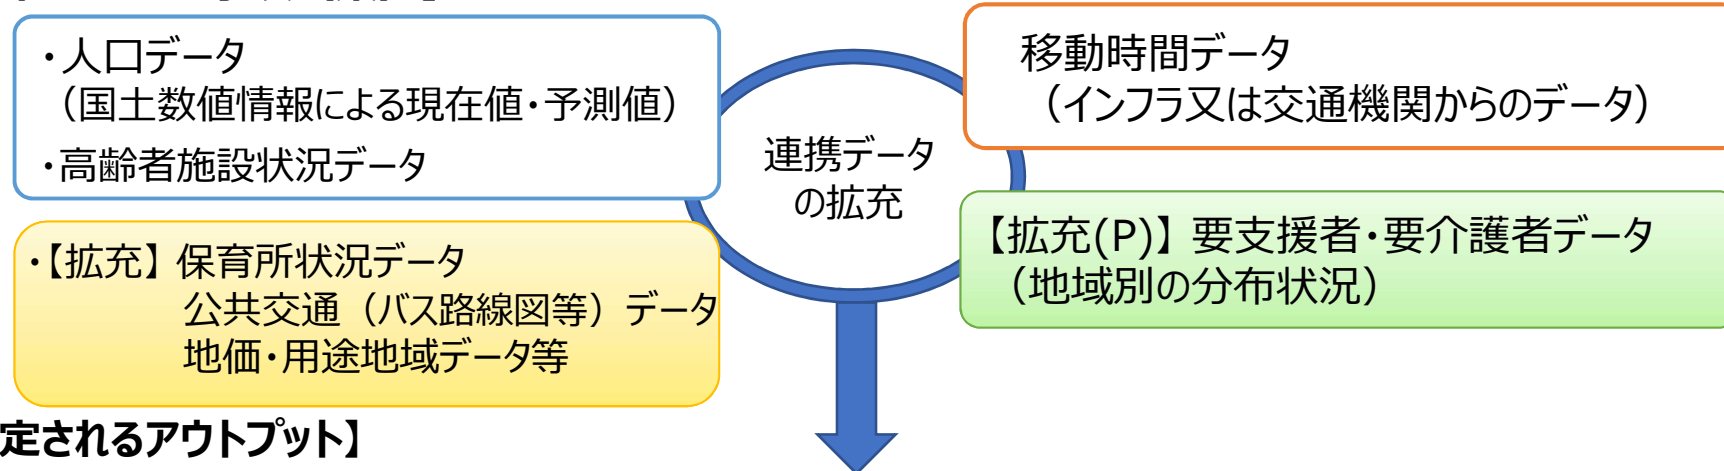 ・人口データ
（国土数値情報による現在値・予測値）
・高齢者施設状況データ
・【拡充】保育所状況データ
公共交通（バス路線図等）データ
地価・用途地域データ等
連携データ
の拡充
移動時間データ
（インフラ又は交通機関からのデータ）
【拡充(P)】要支援者・要介護者データ
（地域別の分布状況）
定されるアウトプット】